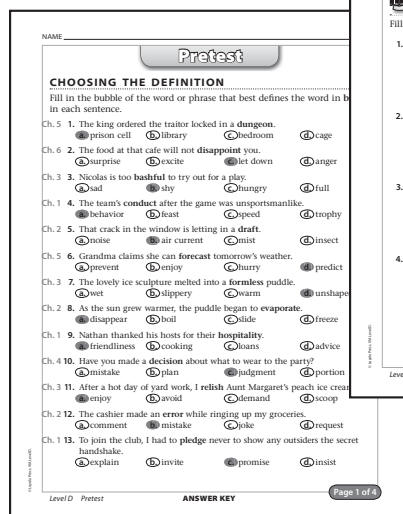 NAME
Pretest
CHOOSING THE DEFINITION
Fill in the bubble of the word or phrase that best defines the word in b
in each sentence.
Ch. 5 1. The king ordered the traitor locked in a dungeon.
a. prison cell b. library c. bedroom d. cage
Ch. 6 2. The food at that cafe will not disappoint you.
a. surprise b. excite c. let down d. anger
Ch. 3 3. Nicolas is too bashful to try out for a play.
a. sad b. shy c. hungry d. full
Ch. 1 4. The team's conduct after the game was unsportsmanlike.
a. behavior b. feast c. speed d. trophy
Ch. 2 5. That crack in the window is letting in a draft.
a. noise b. air current c. mist d. insect
Ch. 5 6. Grandma claims she can forecast tomorrow's weather.
a. prevent b. enjoy c. hurry d. predict
Ch. 3 7. The lovely ice sculpture melted into a formless puddle.
a. wet b. slippery c. warm d. unshape
Ch. 2 8. As the sun grew warmer, the puddle began to evaporate.
a. disappear b. boil c. slide d. freeze
Ch. 1 9. Nathan thanked his hosts for their hospitality.
a. friendliness b. cooking c. loans d. advice
Ch. 4 10. Have you made a decision about what to wear to the party?
a. mistake b. plan c. judgment d. portion
Ch. 3 11. After a hot day of yard work, I relish Aunt Margaret's peach ice crear
a. enjoy b. avoid c. demand d. scoop
Ch. 2 12. The cashier made an error while ringing up my groceries.
a. comment b. mistake c. joke d. request
Ch. 1 13. To join the club, I had to pledge never to show any outsiders the secret
handshake.
a. explain b. invite c. promise d. insist
Level D Pretest ANSWER KEY
Page 1 of 4
Fill
1.
2.
3.
4.
Leve